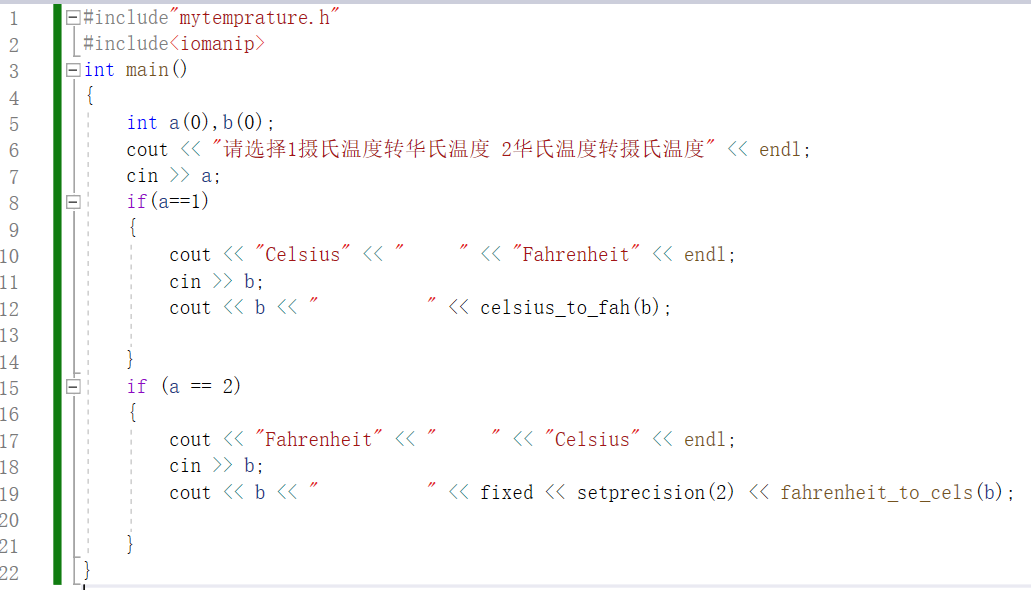 1 #include"mytemprature.h"
2 #include<iomanip>
3 int main()
4 {
5     int a(0),b(0);
6     cout << "请选择1摄氏温度转华氏温度 2华氏温度转摄氏温度" << endl;
7     cin >> a;
8     if(a==1)
9     {
10         cout << "Celsius" << "     " << "Fahrenheit" << endl;
11         cin >> b;
12         cout << b << "          " << celsius_to_fah(b);
13
14     }
15     if (a == 2)
16     {
17         cout << "Fahrenheit" << "     " << "Celsius" << endl;
18         cin >> b;
19         cout << b << "          " << fixed << setprecision(2) << fahrenheit_to_cels(b);
20
21     }
22 }